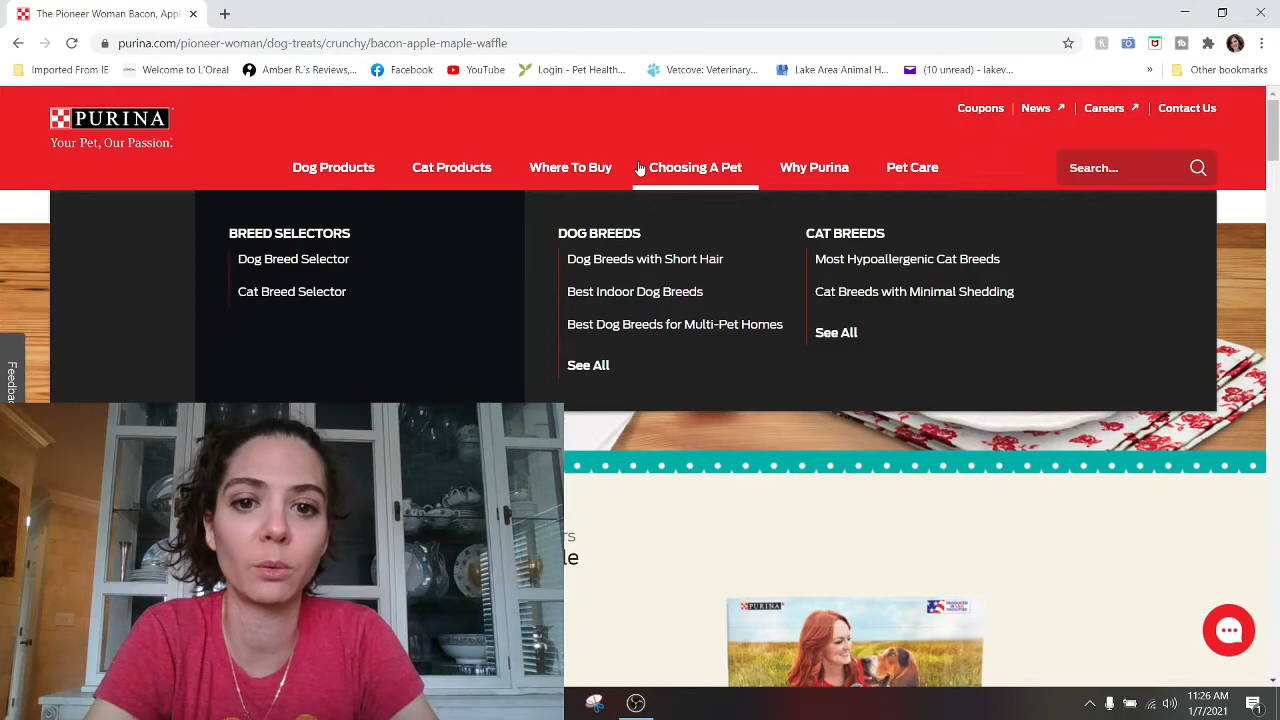 The Pioneer Woman Bacon, Appl
purina.com/pioneer-woman/dog-treats/crunchy/bacon-apple-maple-waffle
Imported From IE
Welcome to L'Oreal
Amber R.'s Reviews,...
Facebook
YouTube
Login - Pet Health...
Vetcove: Veterinary...
Lake Area Animal H...
(10 unread) - lakev...
»
Other bookmarks
PURINA
Your Pet, Our Passion.
Coupons
News
Careers
Contact Us
Dog Products
Cat Products
Where To Buy
Choosing A Pet
Why Purina
Pet Care
Search...
BREED SELECTORS
Dog Breed Selector
Cat Breed Selector
DOG BREEDS
Dog Breeds with Short Hair
Best Indoor Dog Breeds
Best Dog Breeds for Multi-Pet Homes
See All
CAT BREEDS
Most Hypoallergenic Cat Breeds
Cat Breeds with Minimal Shedding
See All
Feedba
rs
le
PURINA
11:26 AM
1/7/2021